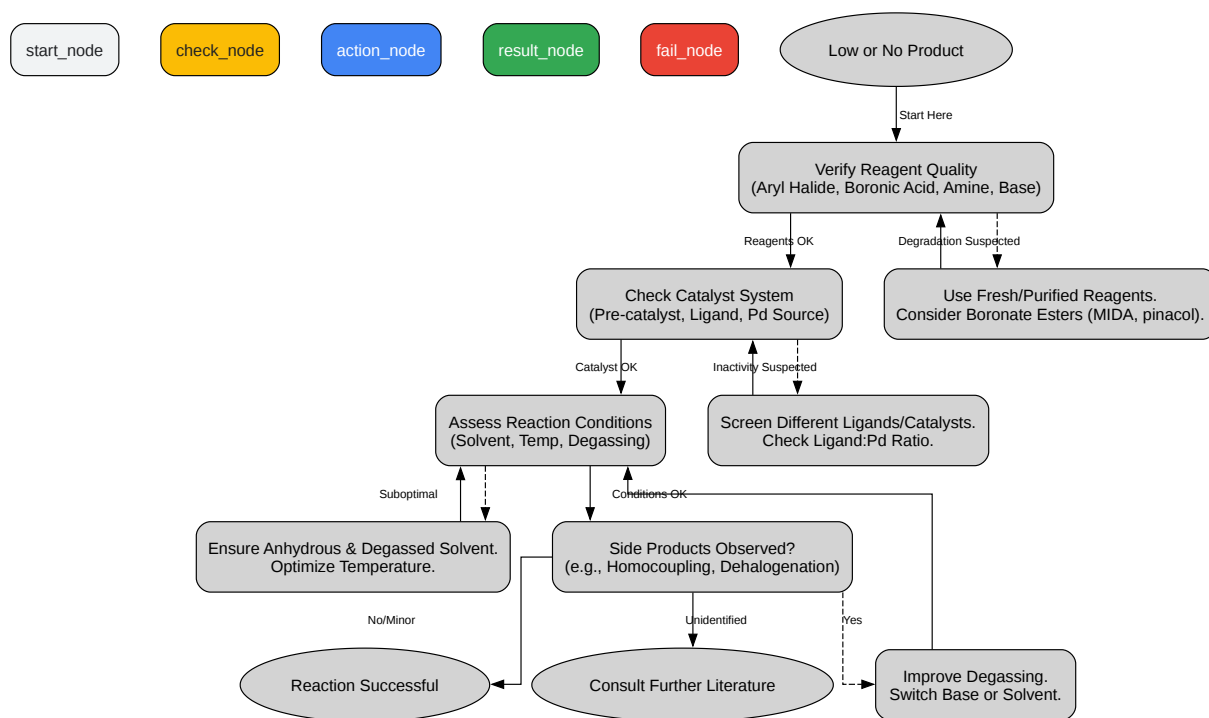 start_node
check_node
action_node
result_node
fail_node
Low or No Product
Start Here
Verify Reagent Quality
(Aryl Halide, Boronic Acid, Amine, Base)
Reagents OK
Degradation Suspected
Check Catalyst System
(Pre-catalyst, Ligand, Pd Source)
Use Fresh/Purified Reagents.
Consider Boronate Esters (MIDA, pinacol).
Catalyst OK
Inactivity Suspected
Assess Reaction Conditions
(Solvent, Temp, Degassing)
Screen Different Ligands/Catalysts.
Check Ligand:Pd Ratio.
Suboptimal
Conditions OK
Ensure Anhydrous & Degassed Solvent.
Optimize Temperature.
Side Products Observed?
(e.g., Homocoupling, Dehalogenation)
No/Minor
Unidentified
Yes
Reaction Successful
Consult Further Literature
Improve Degassing.
Switch Base or Solvent.